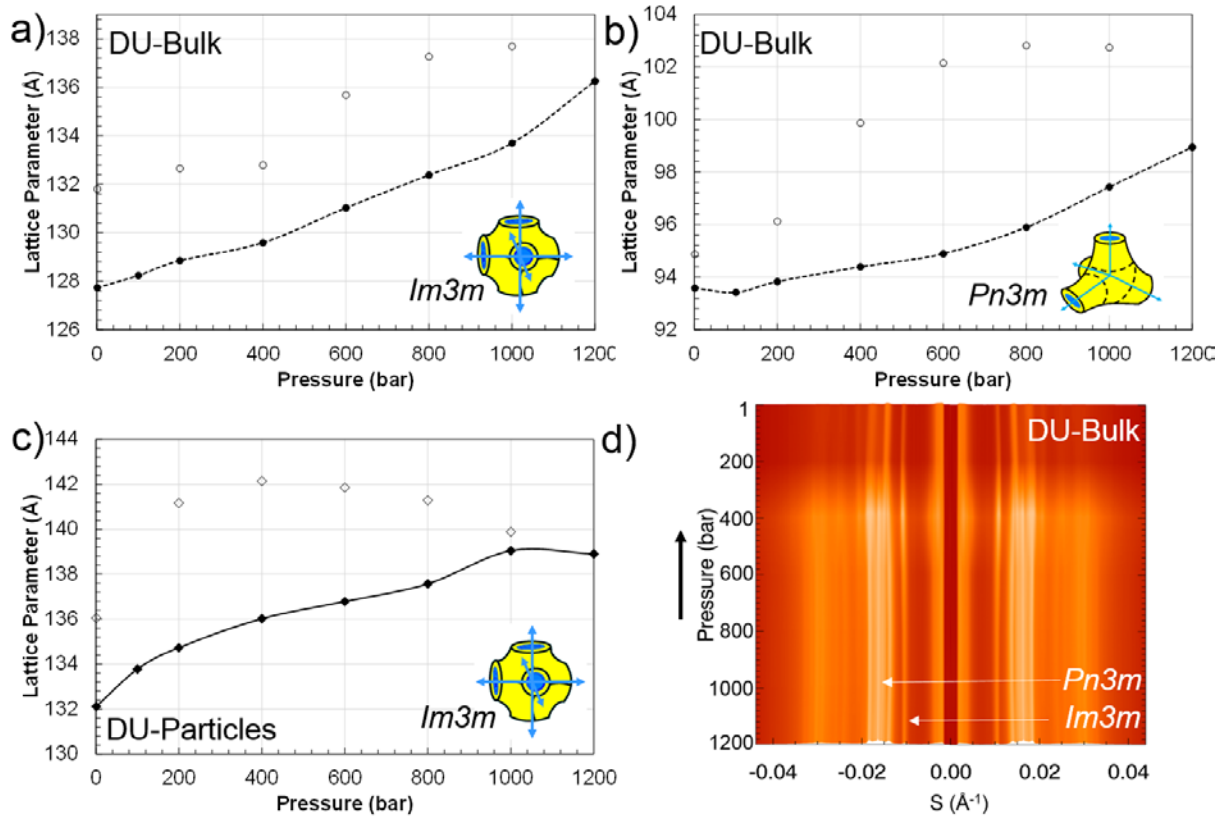 a)
DU-Bulk
Lattice Parameter (Å)
138
136
133
132
129
128
126
Im3m
0 200 400 600 800 1000 1200
Pressure (bar)
b)
DU-Bulk
Lattice Parameter (Å)
104
102
100
98
96
94
92
Pn3m
0 200 400 600 800 1000 1200
Pressure (bar)
c)
Lattice Parameter (Å)
144
142
140
138
136
134
132
130
Im3m
DU-Particles
0 200 400 600 800 1000 1200
Pressure (bar)
d)
DU-Bulk
Pressure (bar)
1
200
400
600
800
1000
1200
Pn3m
Im3m
-0.04 -0.02 0.00 0.02 0.04
S (Å-1)